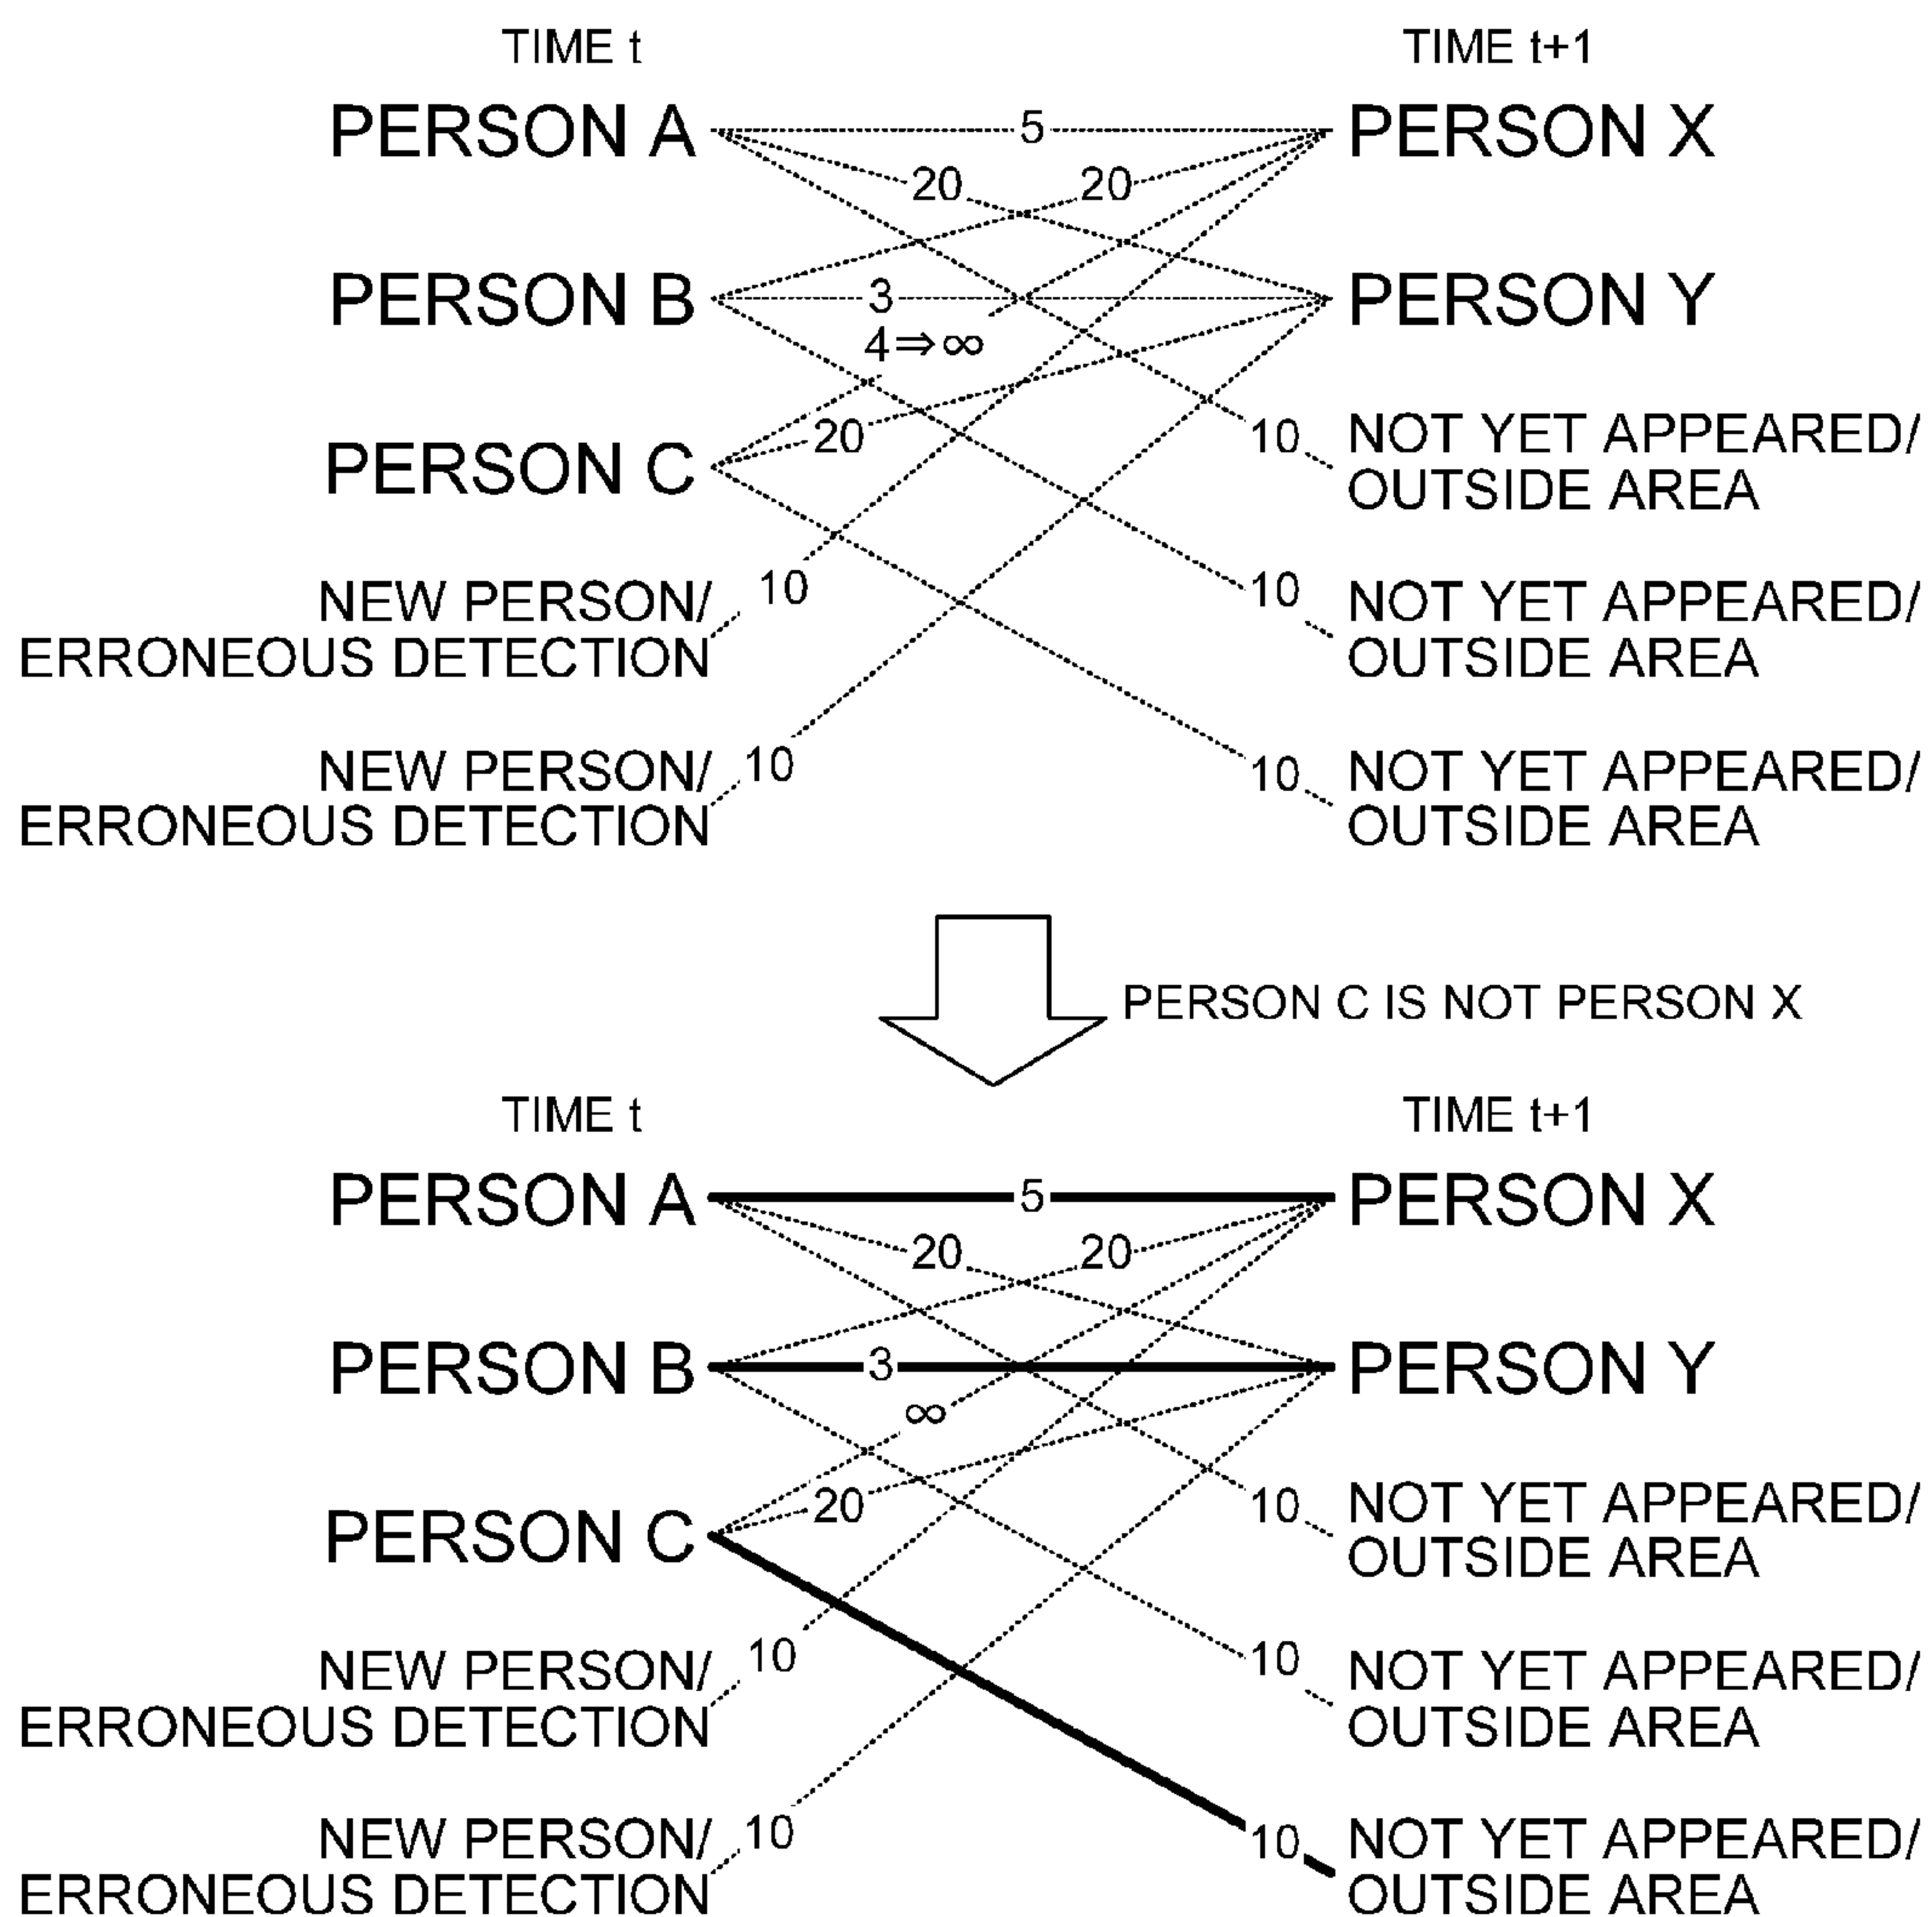 TIME t TIME t+1
PERSON A 5 PERSON X
20 20
PERSON B 3 PERSON Y
4⇒∞
PERSON C 20 10 NOT YET APPEARED/
OUTSIDE AREA
NEW PERSON/ 10 10 NOT YET APPEARED/
ERRONEOUS DETECTION OUTSIDE AREA
NEW PERSON/ 10 10 NOT YET APPEARED/
ERRONEOUS DETECTION OUTSIDE AREA
PERSON C IS NOT PERSON X
TIME t TIME t+1
PERSON A 5 PERSON X
20 20
PERSON B 3 PERSON Y
∞
PERSON C 20 10 NOT YET APPEARED/
OUTSIDE AREA
NEW PERSON/ 10 10 NOT YET APPEARED/
ERRONEOUS DETECTION OUTSIDE AREA
NEW PERSON/ 10 10 NOT YET APPEARED/
ERRONEOUS DETECTION OUTSIDE AREA